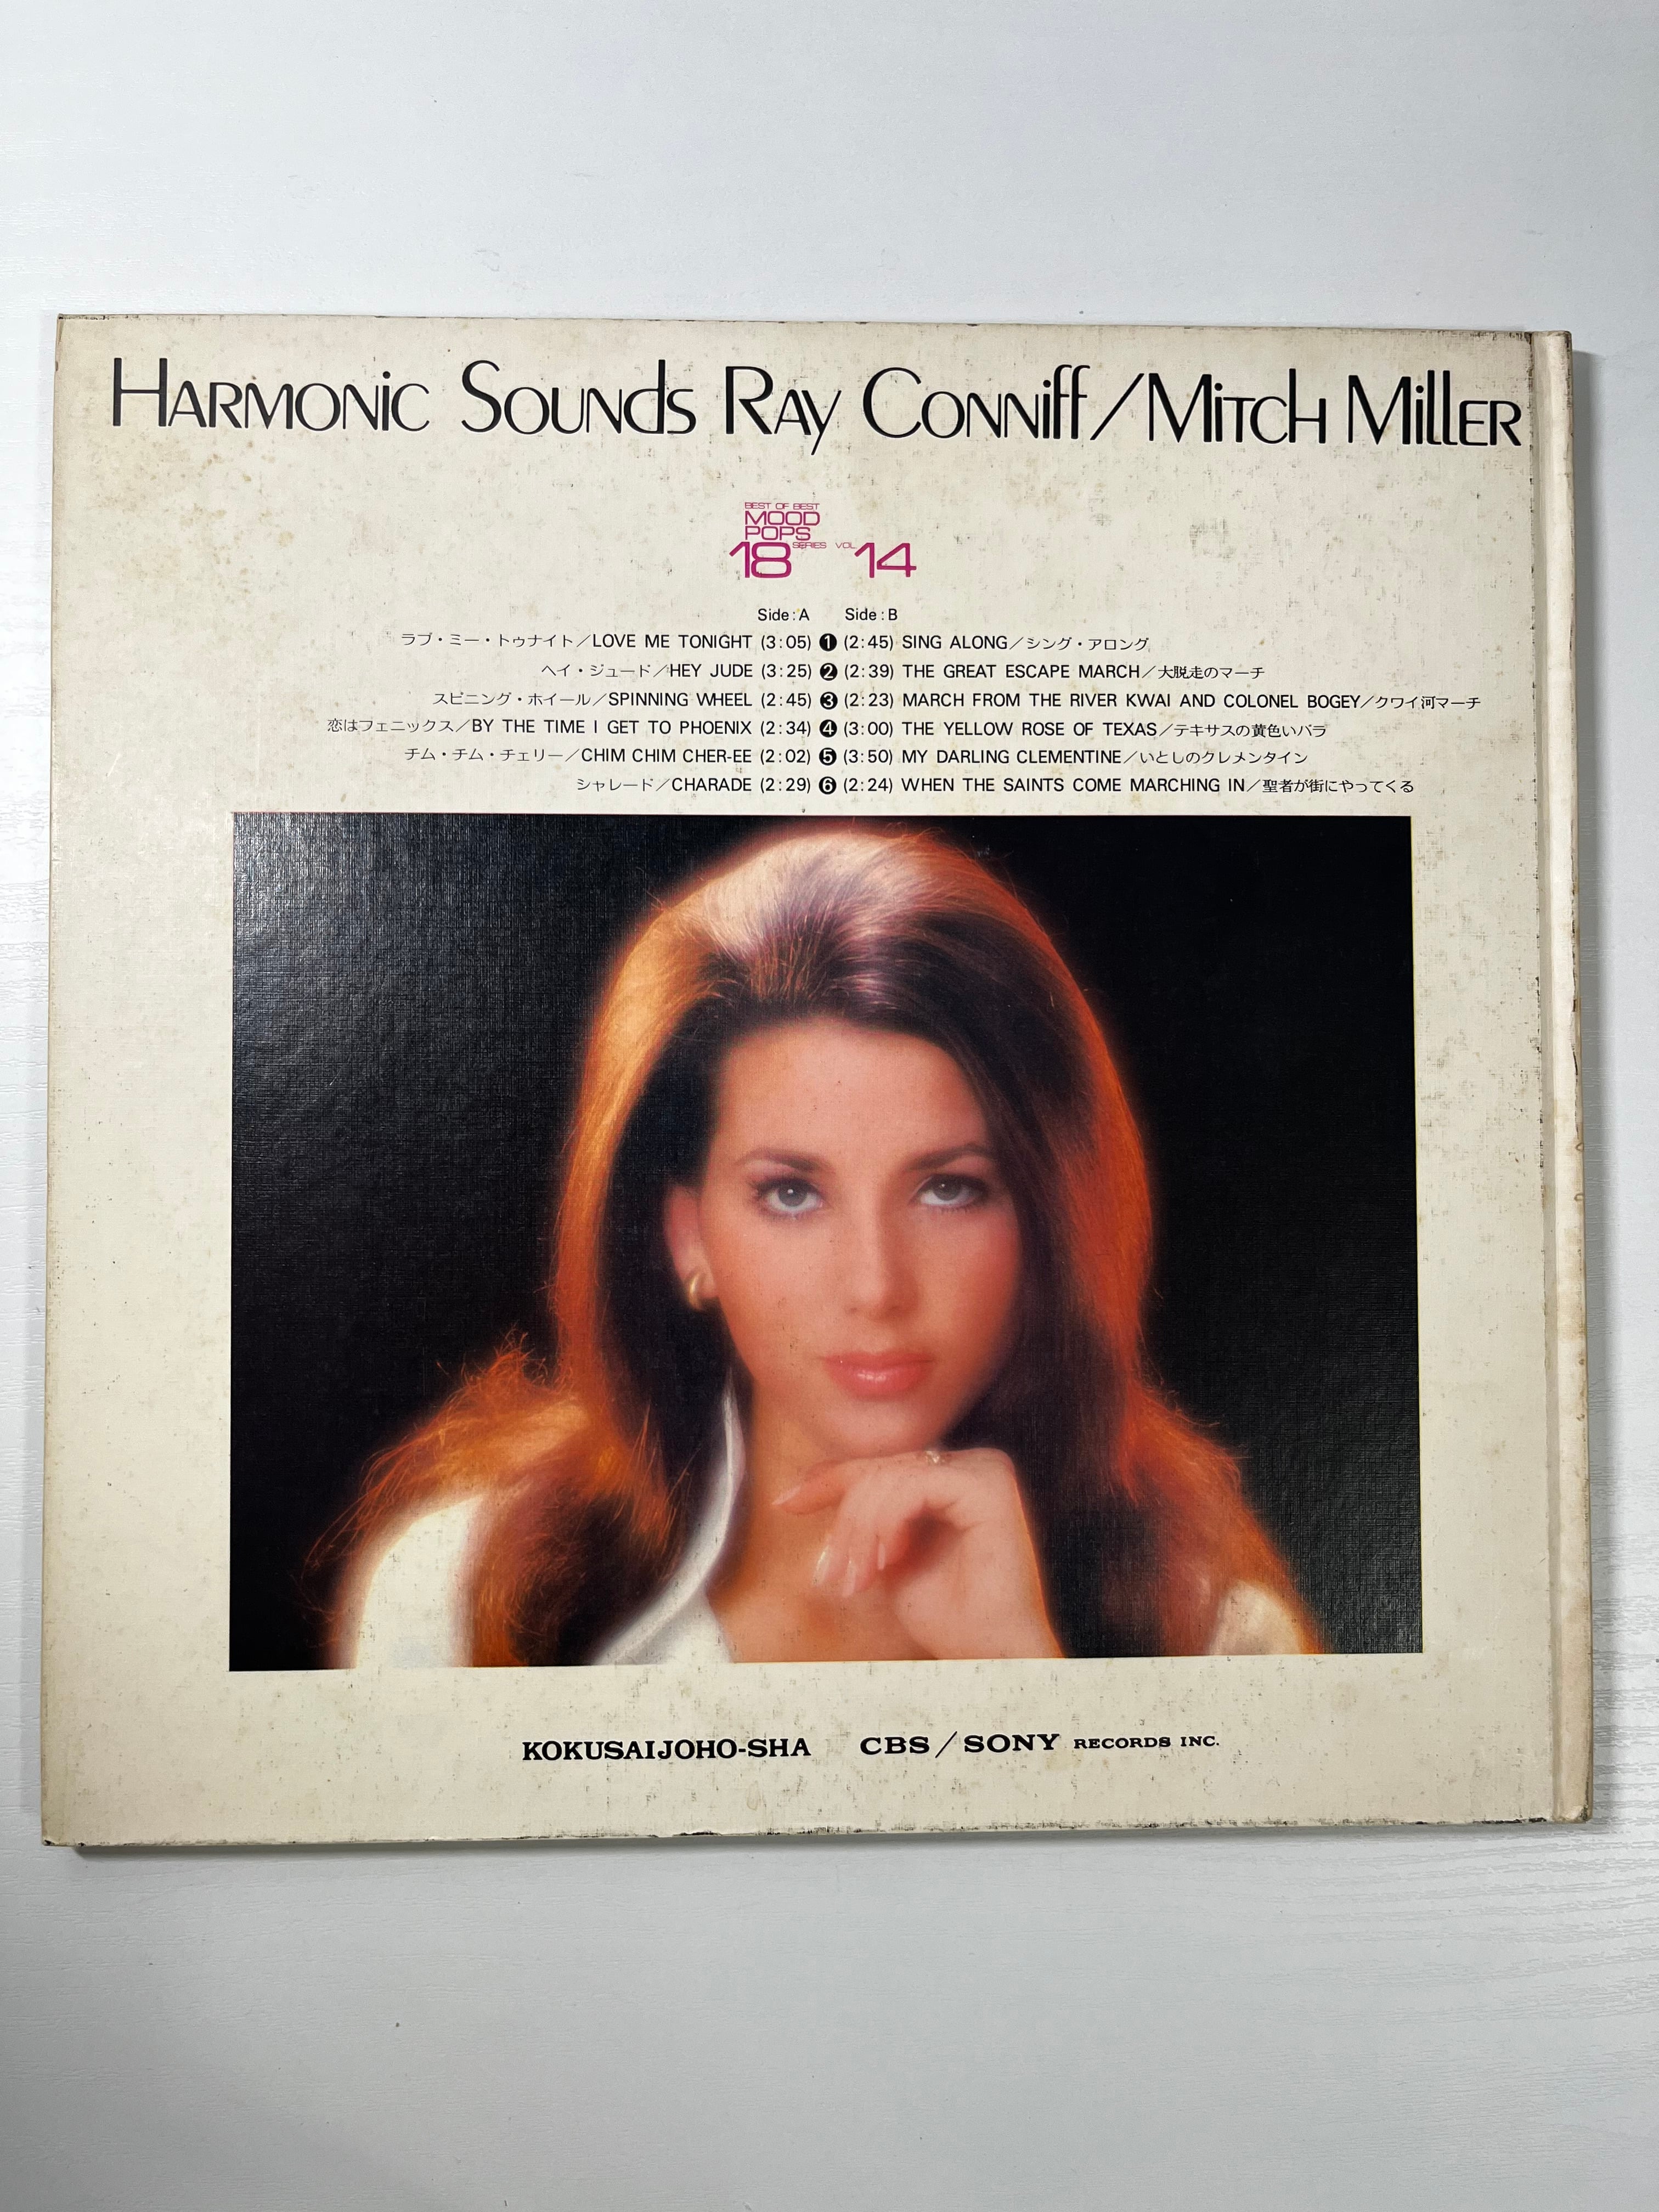 HARMONIC SOUNDS RAY CONNIFF/MITCH MILLER
BEST OF BEST
MOOD
POPS
18 SERIES VOL. 14
Side:A Side:B
ラブ・ミー・トゥナイト/LOVE ME TONIGHT (3:05) 1 (2:45) SING ALONG/シング・アロング
ヘイ・ジュード/HEY JUDE (3:25) 2 (2:39) THE GREAT ESCAPE MARCH/大脱走のマーチ
スピニング・ホイール/SPINNING WHEEL (2:45) 3 (2:23) MARCH FROM THE RIVER KWAI AND COLONEL BOGEY/クワイ河マーチ
恋はフェニックス/BY THE TIME I GET TO PHOENIX (2:34) 4 (3:00) THE YELLOW ROSE OF TEXAS/テキサスの黄色いバラ
チム・チム・チェリー/CHIM CHIM CHER-EE (2:02) 5 (3:50) MY DARLING CLEMENTINE/いとしのクレメンタイン
シャレード/CHARADE (2:29) 6 (2:24) WHEN THE SAINTS COME MARCHING IN/聖者が街にやってくる
KOKUSAIJOHO-SHA CBS/SONY RECORDS INC.